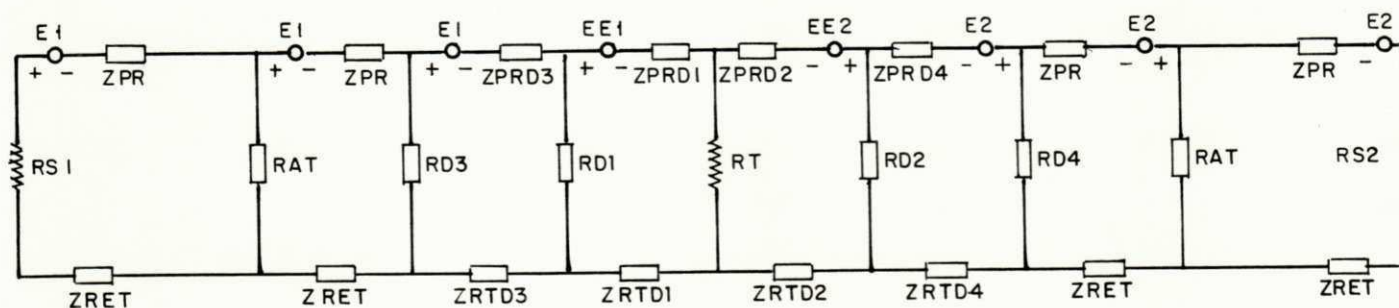 E1 E1 E1 EE1 EE2 E2 E2 E2
+ - + - + - + - - + - + - + -
ZPR ZPR ZPRD3 ZPRD1 ZPRD2 ZPRD4 ZPR ZPR
RS1 RAT RD3 RD1 RT RD2 RD4 RAT RS2
ZRET ZRET ZRTD3 ZRTD1 ZRTD2 ZRTD4 ZRET ZRET